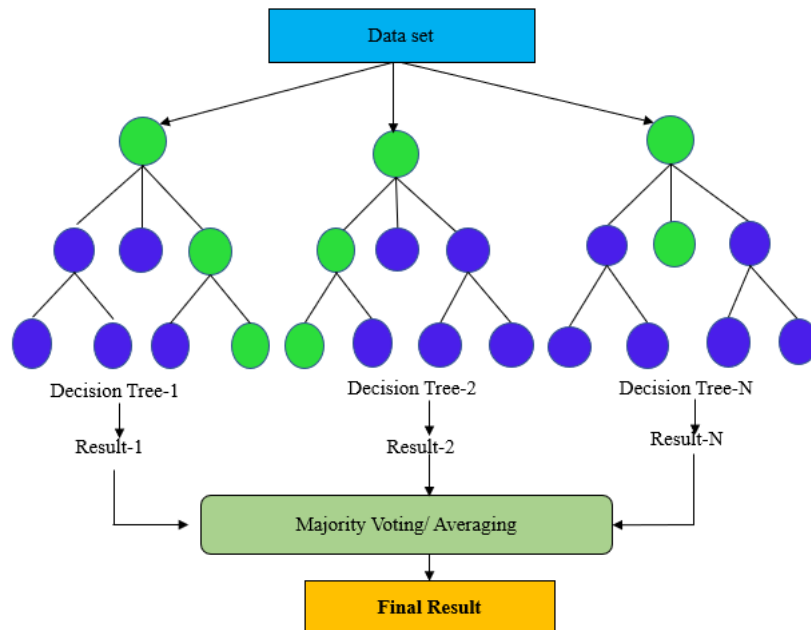 Data set
Decision Tree-1
Decision Tree-2
Decision Tree-N
Result-1
Result-2
Result-N
Majority Voting/ Averaging
Final Result